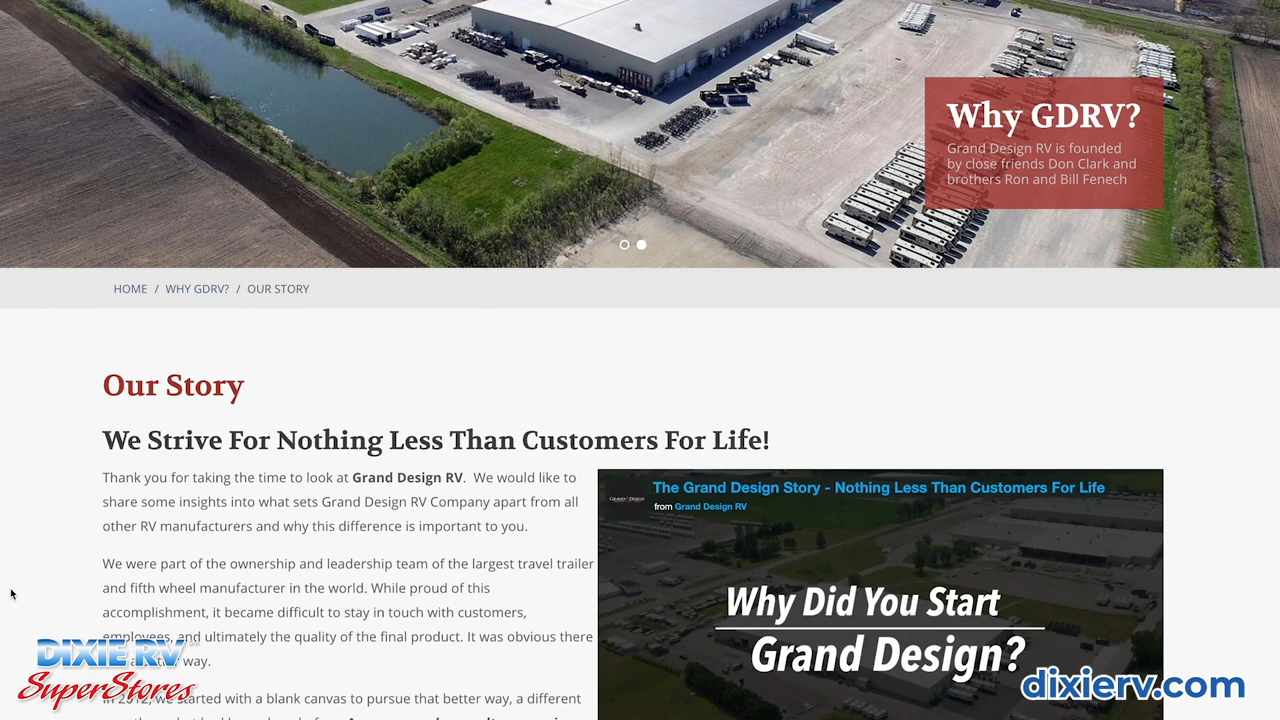 Why GDRV?
Grand Design RV is founded
by close friends Don Clark and
brothers Ron and Bill Fenech
HOME / WHY GDRV? / OUR STORY
Our Story
We Strive For Nothing Less Than Customers For Life!
Thank you for taking the time to look at Grand Design RV. We would like to
share some insights into what sets Grand Design RV Company apart from all
other RV manufacturers and why this difference is important to you.
We were part of the ownership and leadership team of the largest travel trailer
and fifth wheel manufacturer in the world. While proud of this
accomplishment, it became difficult to stay in touch with customers,
employees, and ultimately the quality of the final product. It was obvious there
way.
In 2012, we started with a blank canvas to pursue that better way, a different
GRAND DESIGN
The Grand Design Story - Nothing Less Than Customers For Life
from Grand Design RV
Why Did You Start
Grand Design?
DIXIE RV
SuperStores
dixierv.com